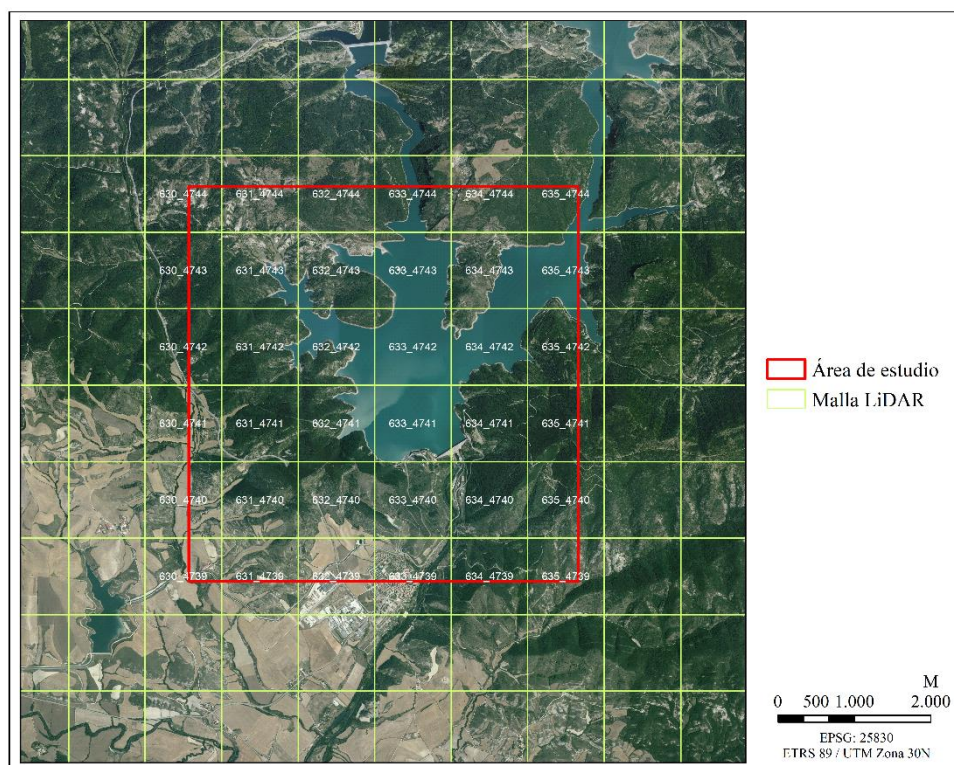 630_4744 631_4744 632_4744 633_4744 634_4744 635_4744
630_4743 631_4743 632_4743 633_4743 634_4743 635_4743
630_4742 631_4742 632_4742 633_4742 634_4742 635_4742
630_4741 631_4741 632_4741 633_4741 634_4741 635_4741
630_4740 631_4740 632_4740 633_4740 634_4740 635_4740
630_4739 631_4739 632_4739 633_4739 634_4739 635_4739
Área de estudio
Malla LiDAR
M
0 500 1.000 2.000
EPSG: 25830
ETRS 89 / UTM Zona 30N